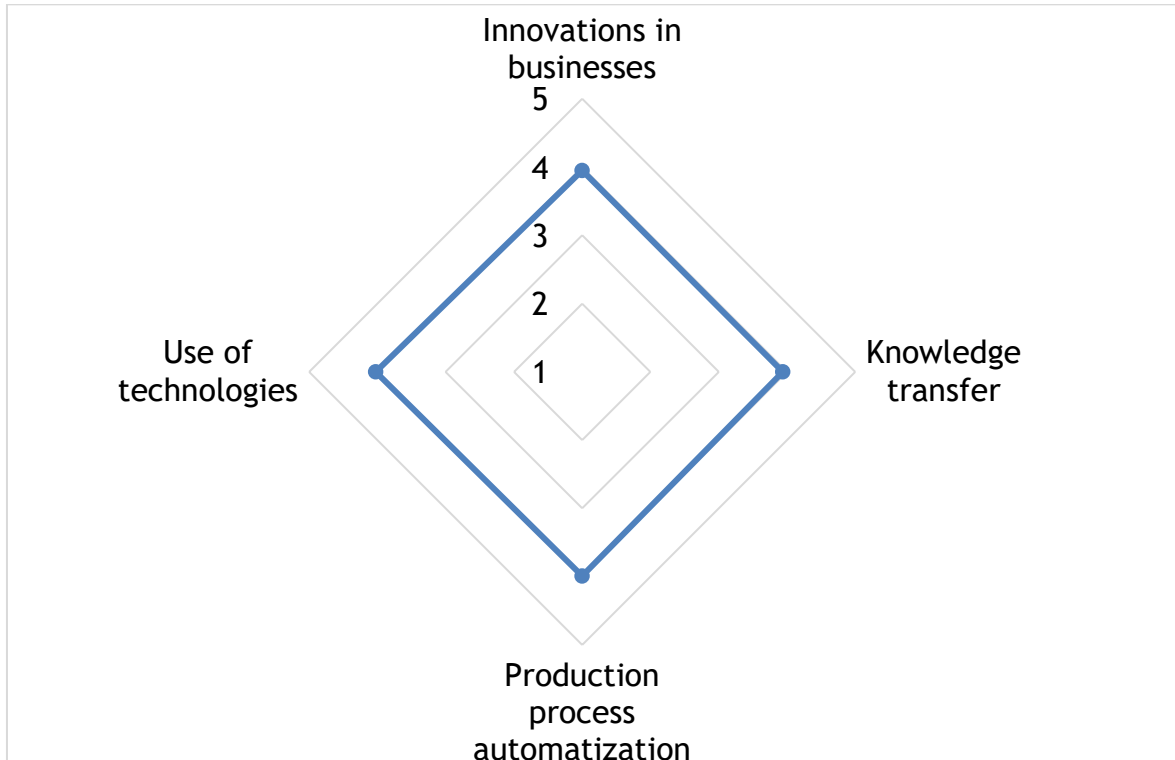 Innovations in
businesses
5
4
3
2
1
Use of
technologies
Knowledge
transfer
Production
process
automatization